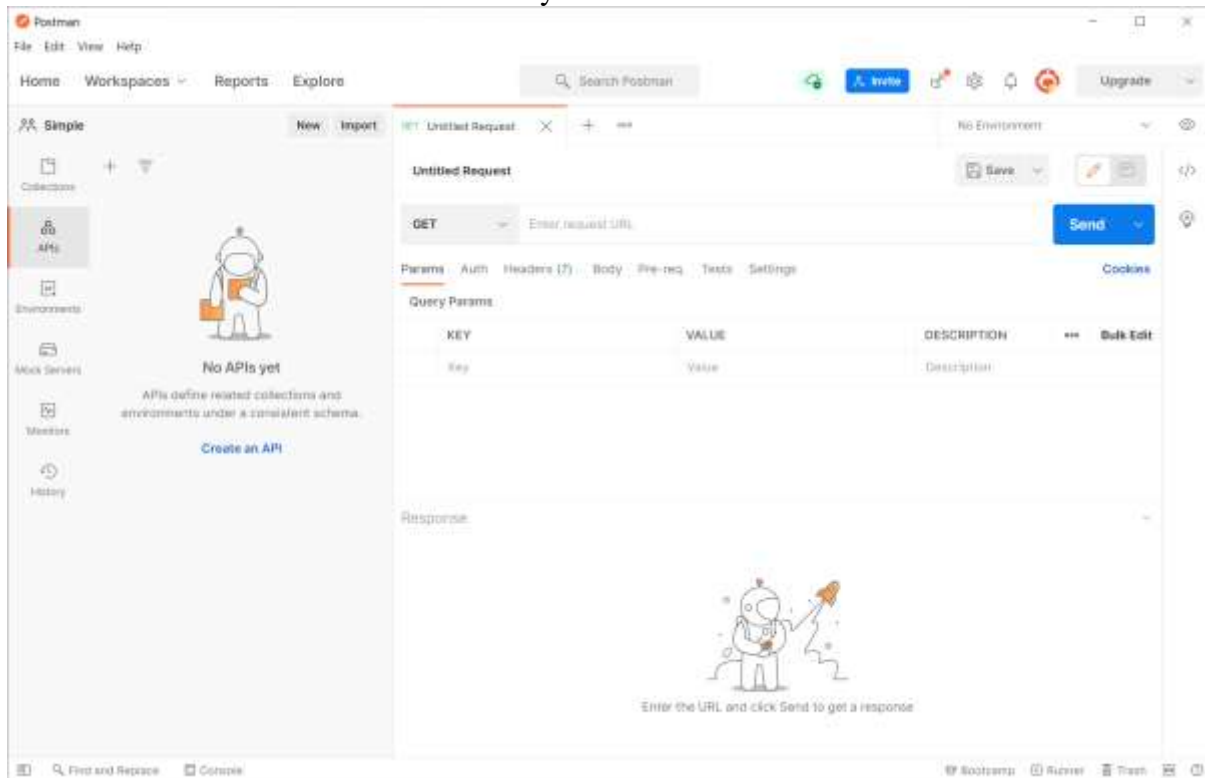 y
Postman
File Edit View Help
Home Workspaces Reports Explore Search Postman Invite Upgrade
Simple New Import
GET Untitled Request No Environment
Collections
Untitled Request Save
APIs
GET Enter request URL Send
Params Auth Headers (7) Body Pre-req. Tests Settings Cookies
Environments
Query Params
KEY VALUE DESCRIPTION Bulk Edit
Key Value Description
Mock Servers
No APIs yet
APIs define related collections and
environments under a consistent schema.
Monitors
Create an API
History
Response
Enter the URL and click Send to get a response
Find and Replace Console Bootcamp Runner Trash